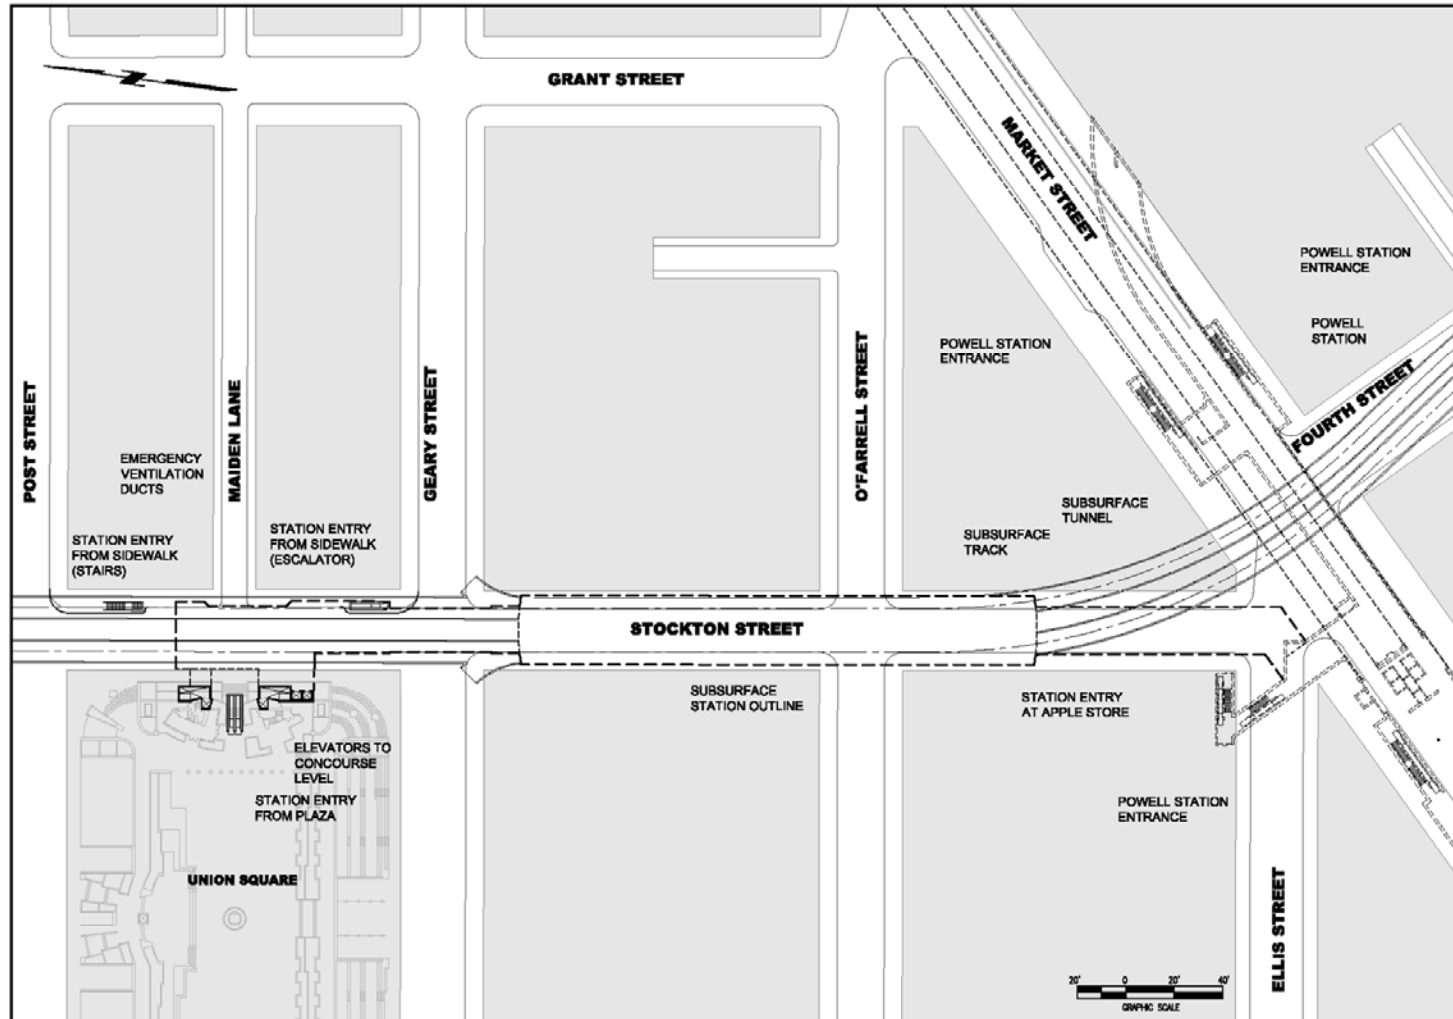 GRANT STREET
MARKET STREET
POWELL STATION
ENTRANCE
POWELL
STATION
POWELL STATION
ENTRANCE
FOURTH STREET
POST STREET
EMERGENCY
VENTILATION
DUCTS
MAIDEN LANE
GEARY STREET
O'FARRELL STREET
STATION ENTRY
FROM SIDEWALK
(STAIRS)
STATION ENTRY
FROM SIDEWALK
(ESCALATOR)
SUBSURFACE
TUNNEL
SUBSURFACE
TRACK
STOCKTON STREET
SUBSURFACE
STATION OUTLINE
STATION ENTRY
AT APPLE STORE
ELEVATORS TO
CONCOURSE
LEVEL
STATION ENTRY
FROM PLAZA
POWELL STATION
ENTRANCE
UNION SQUARE
ELLIS STREET
20' 0 20' 40'
GRAPHIC SCALE